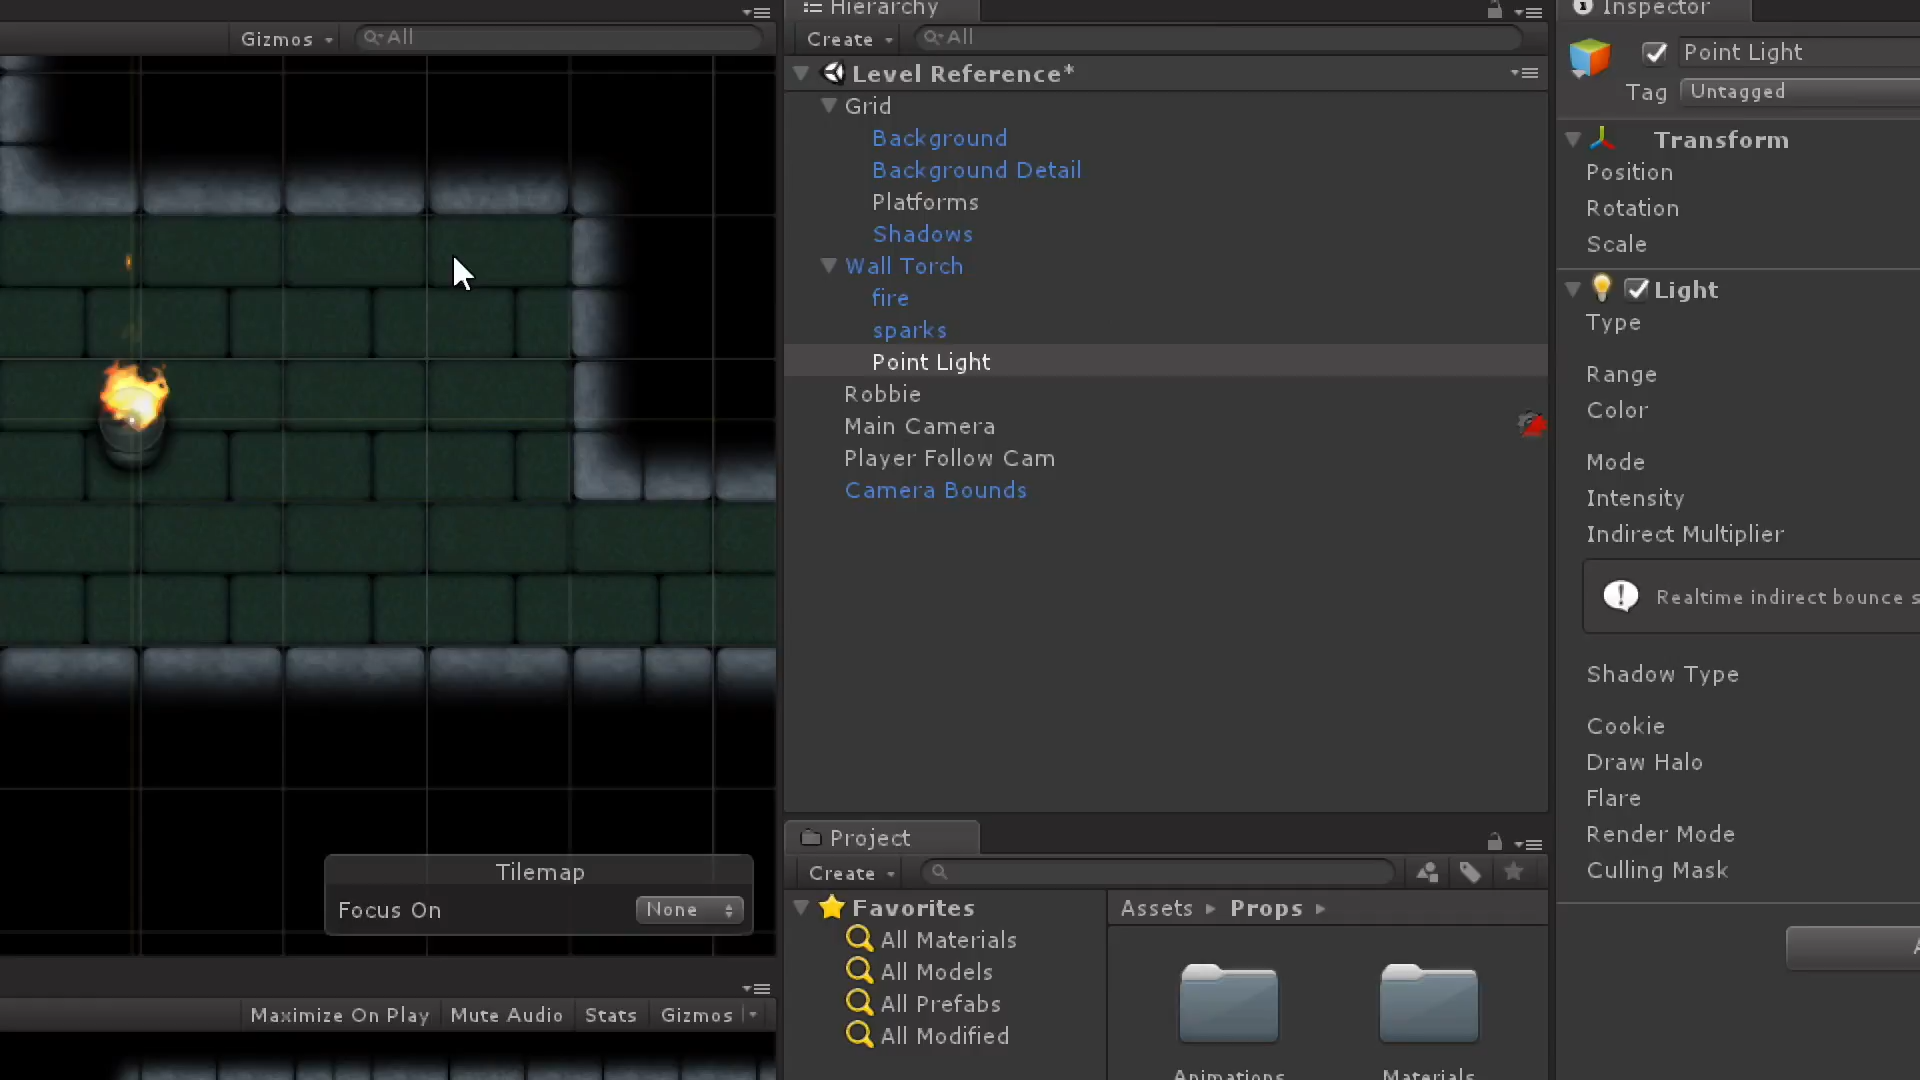 Gizmos
All
Hierarchy
Create
All
Level Reference*
Grid
Background
Background Detail
Platforms
Shadows
Wall Torch
fire
sparks
Point Light
Robbie
Main Camera
Player Follow Cam
Camera Bounds
Inspector
Point Light
Tag Untagged
Transform
Position
Rotation
Scale
Light
Type
Range
Color
Mode
Intensity
Indirect Multiplier
Realtime indirect bounce s
Shadow Type
Cookie
Draw Halo
Flare
Render Mode
Culling Mask
Tilemap
Focus On None
Maximize On Play Mute Audio Stats Gizmos
Project
Create
Favorites
All Materials
All Models
All Prefabs
All Modified
Assets Props
Animations Materials